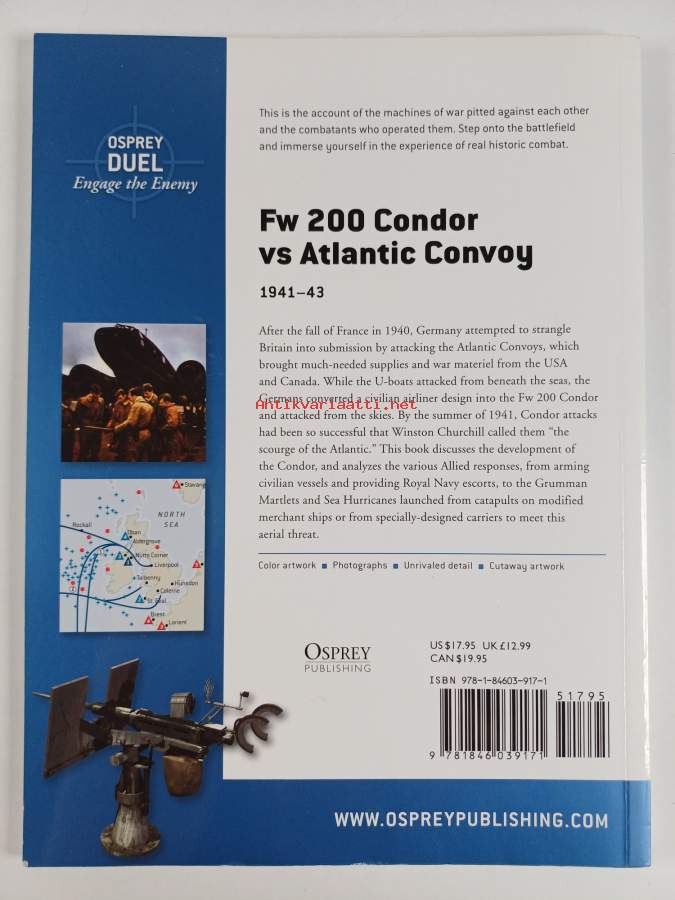 OSPREY
DUEL
Engage the Enemy
This is the account of the machines of war pitted against each other
and the combatants who operated them. Step onto the battlefield
and immerse yourself in the experience of real historic combat.
Fw 200 Condor
vs Atlantic Convoy
1941–43
After the fall of France in 1940, Germany attempted to strangle
Britain into submission by attacking the Atlantic Convoys, which
brought much-needed supplies and war materiel from the USA
and Canada. While the U-boats attacked from beneath the seas, the
Germans converted a civilian airliner design into the Fw 200 Condor
Antikvariaatti.net
and attacked from the skies. By the summer of 1941, Condor attacks
had been so successful that Winston Churchill called them “the
scourge of the Atlantic.” This book discusses the development of
the Condor, and analyzes the various Allied responses, from arming
civilian vessels and providing Royal Navy escorts, to the Grumman
Martlets and Sea Hurricanes launched from catapults on modified
merchant ships or from specially-designed carriers to meet this
aerial threat.
Color artwork ■ Photographs ■ Unrivaled detail ■ Cutaway artwork
Stavanger
NORTH
SEA
Rockall
Oban
Aldergrove
Nutts Corner
Liverpool
Talbenny
Hunsdon
Colerne
St. Eval
Brest
Lorient
OSPREY
PUBLISHING
US $17.95 UK £12.99
CAN $19.95
ISBN 978-1-84603-917-1
51795
9 781846 039171
WWW.OSPREYPUBLISHING.COM